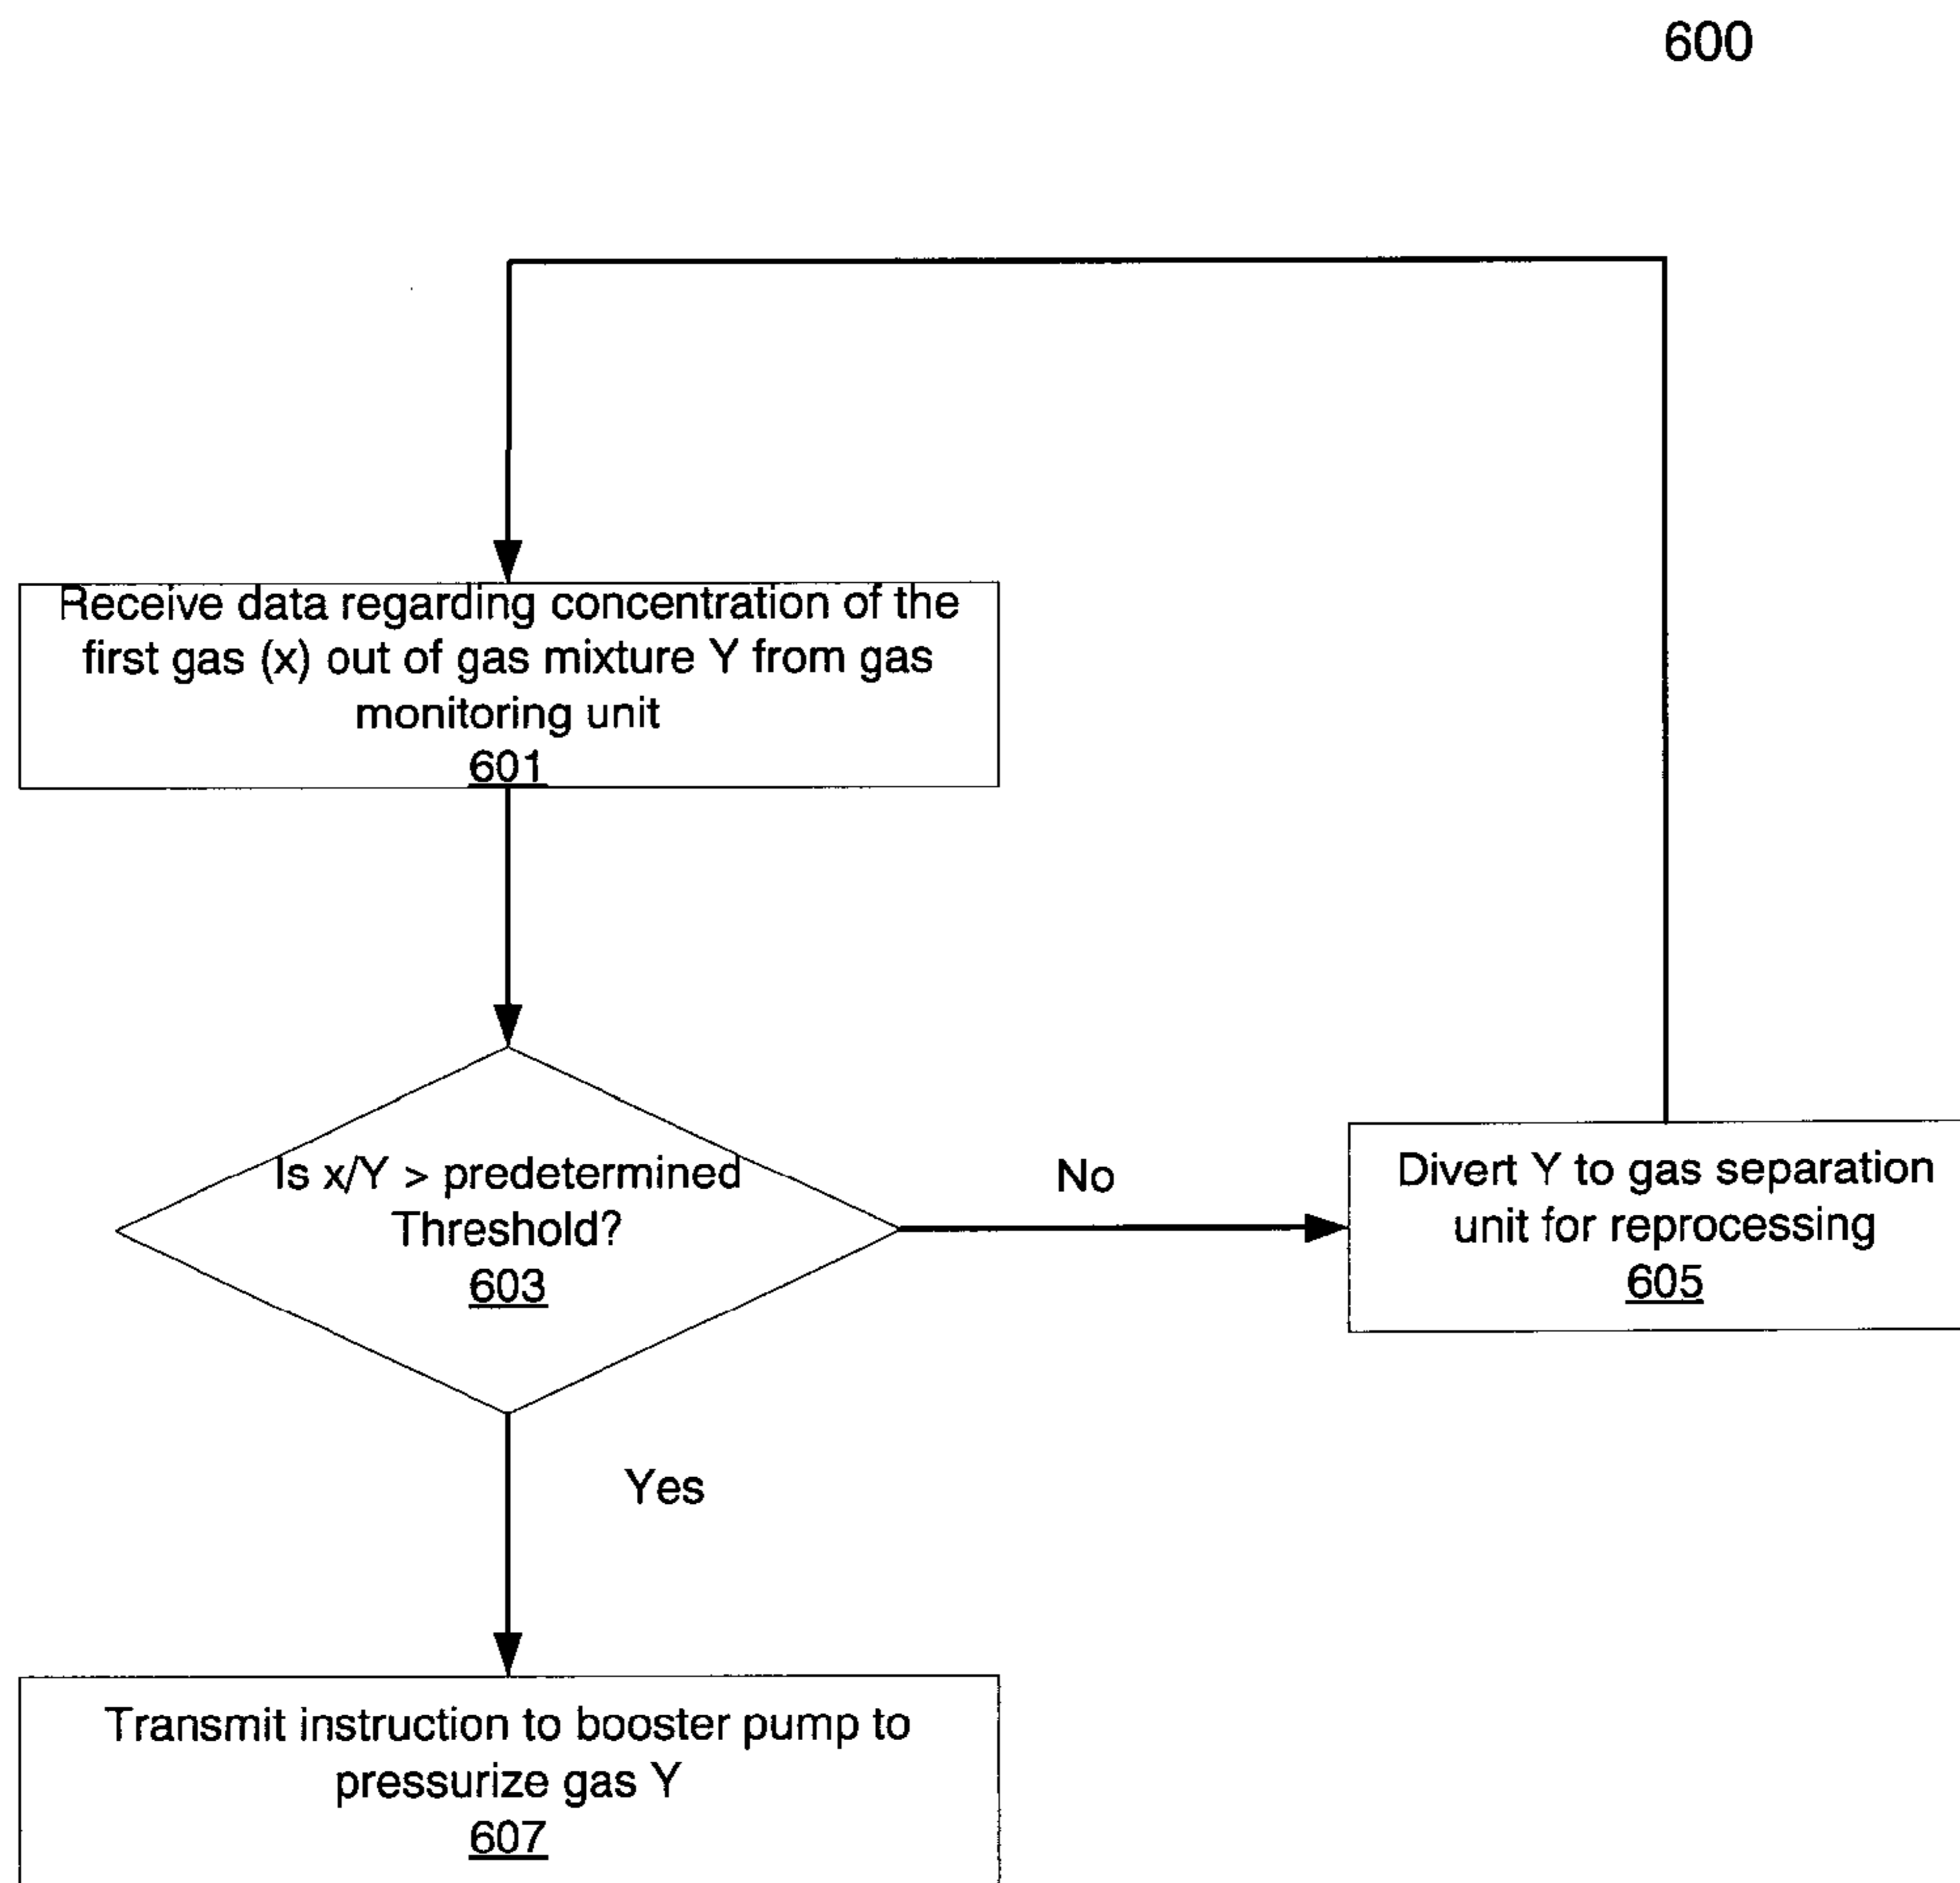 600
Receive data regarding concentration of the
first gas (x) out of gas mixture Y from gas
monitoring unit
601
Is x/Y > predetermined
Threshold?
603
No
Divert Y to gas separation
unit for reprocessing
605
Yes
Transmit instruction to booster pump to
pressurize gas Y
607